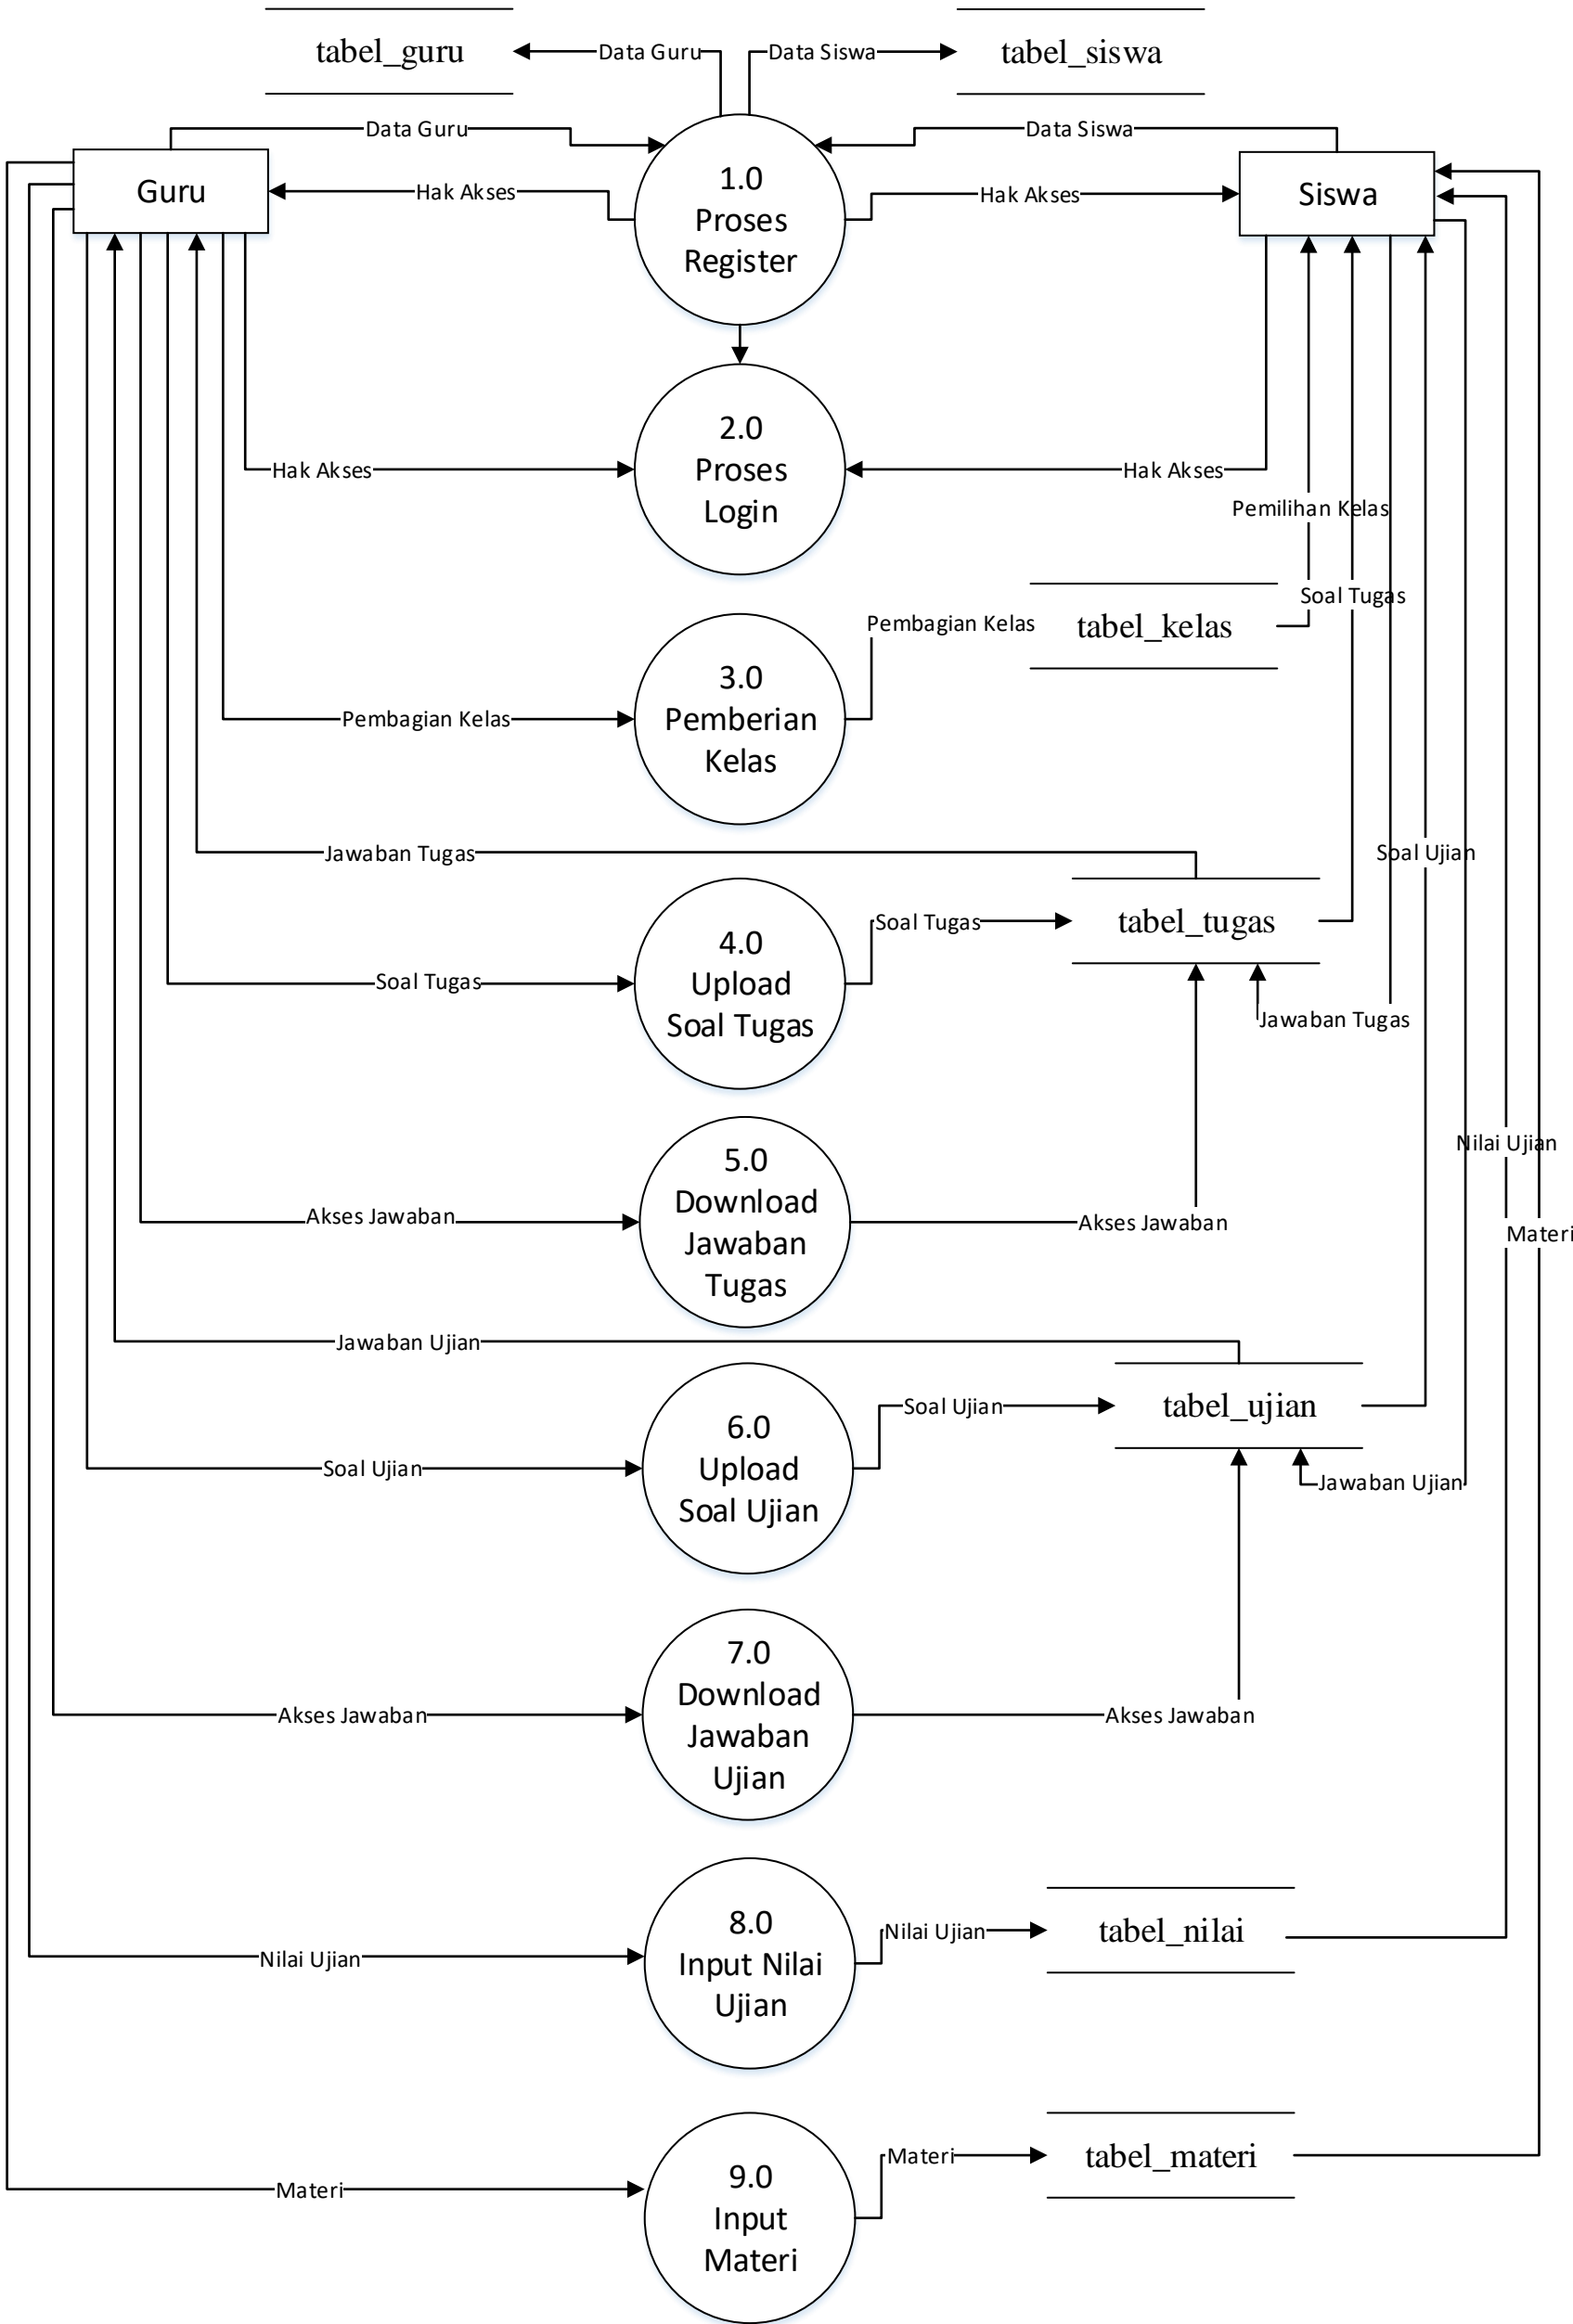 tabel_guru
Data Guru
Data Siswa
tabel_siswa
Data Guru
Data Siswa
Guru
Hak Akses
1.0
Proses
Register
Hak Akses
Siswa
2.0
Proses
Login
Hak Akses
Hak Akses
Pemilihan Kelas
Soal Tugas
Pembagian Kelas
tabel_kelas
3.0
Pemberian
Kelas
Pembagian Kelas
Jawaban Tugas
Soal Ujian
Soal Tugas
tabel_tugas
4.0
Upload
Soal Tugas
Soal Tugas
Jawaban Tugas
Nilai Ujian
5.0
Download
Jawaban
Tugas
Akses Jawaban
Akses Jawaban
Materi
Jawaban Ujian
Soal Ujian
tabel_ujian
6.0
Upload
Soal Ujian
Soal Ujian
Jawaban Ujian
7.0
Download
Jawaban
Ujian
Akses Jawaban
Akses Jawaban
8.0
Input Nilai
Ujian
Nilai Ujian
Nilai Ujian
tabel_nilai
Materi
tabel_materi
9.0
Input
Materi
Materi